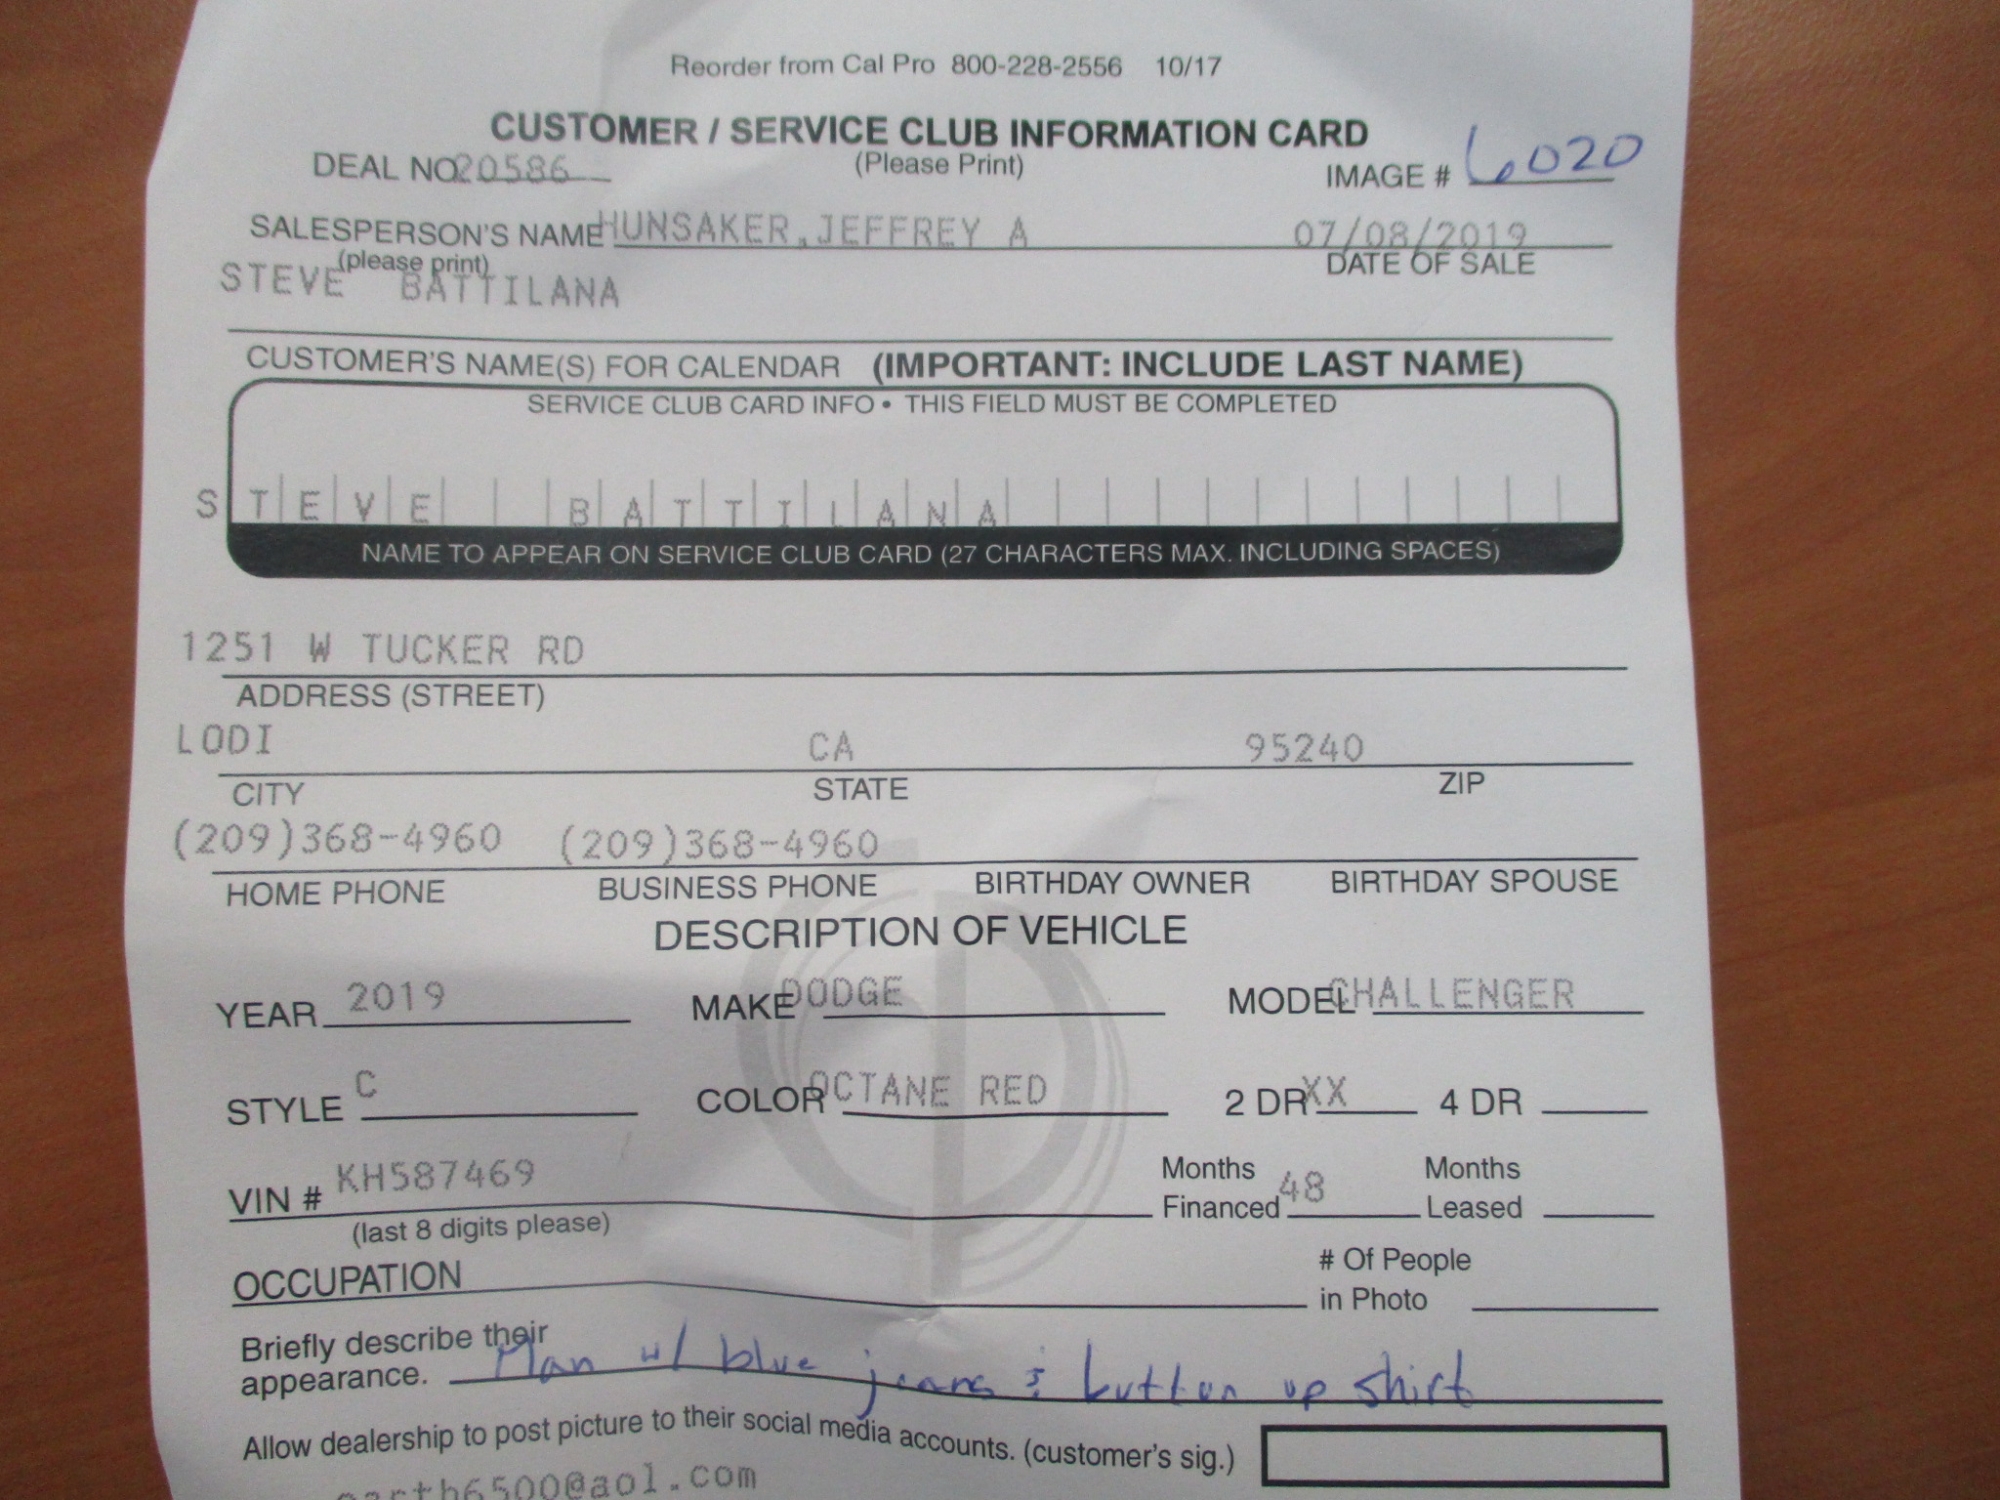 Reorder from Cal Pro 800-228-2556 10/17
CUSTOMER / SERVICE CLUB INFORMATION CARD
DEAL NO 20586 (Please Print) IMAGE # 6020
SALESPERSON'S NAME HUNSAKER,JEFFREY A 07/08/2019
(please print) DATE OF SALE
STEVE BATTILANA
CUSTOMER'S NAME(S) FOR CALENDAR (IMPORTANT: INCLUDE LAST NAME)
SERVICE CLUB CARD INFO • THIS FIELD MUST BE COMPLETED
STEVE BATTILANA
NAME TO APPEAR ON SERVICE CLUB CARD (27 CHARACTERS MAX. INCLUDING SPACES)
1251 W TUCKER RD
ADDRESS (STREET)
LODI CA 95240
CITY STATE ZIP
(209)368-4960 (209)368-4960
HOME PHONE BUSINESS PHONE BIRTHDAY OWNER BIRTHDAY SPOUSE
DESCRIPTION OF VEHICLE
YEAR 2019 MAKE DODGE MODEL CHALLENGER
STYLE C COLOR OCTANE RED 2 DR XX 4 DR
VIN # KH587469 Months Financed 48 Months Leased
(last 8 digits please)
OCCUPATION # Of People in Photo
Briefly describe their
appearance. Man w/ blue jeans & button up shirt
Allow dealership to post picture to their social media accounts. (customer's sig.)
earth6500@aol.com